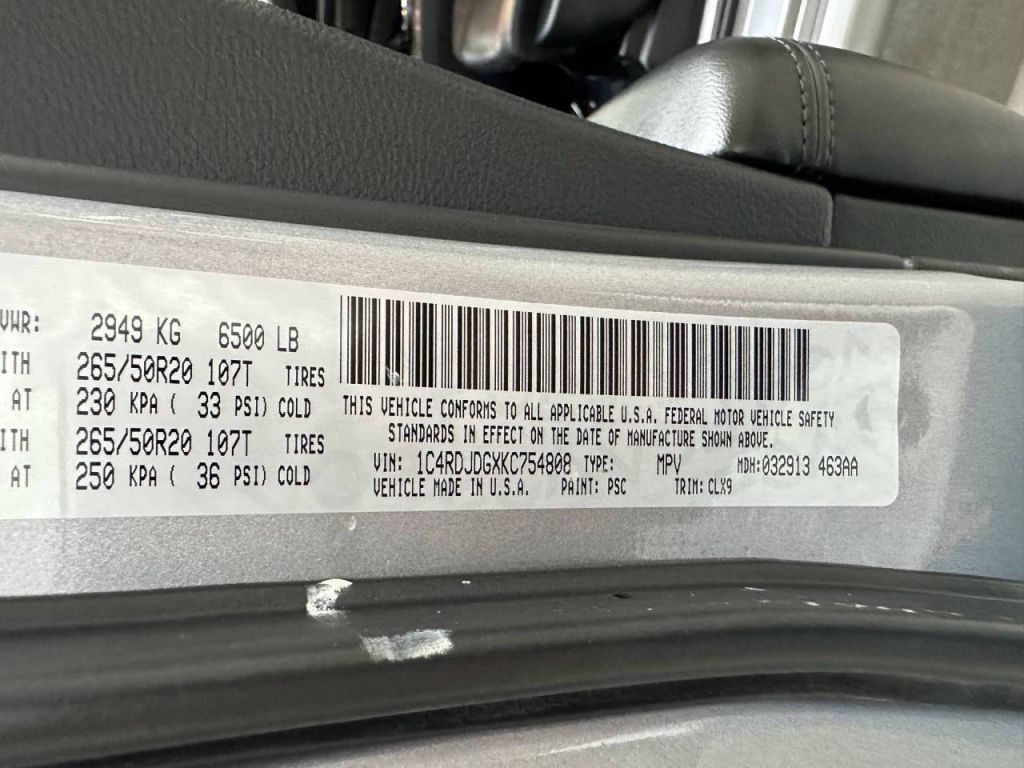 VWR: 2949 KG 6500 LB
ITH 265/50R20 107T TIRES
AT 230 KPA ( 33 PSI) COLD
ITH 265/50R20 107T TIRES
AT 250 KPA ( 36 PSI) COLD
THIS VEHICLE CONFORMS TO ALL APPLICABLE U.S.A. FEDERAL MOTOR VEHICLE SAFETY
STANDARDS IN EFFECT ON THE DATE OF MANUFACTURE SHOWN ABOVE.
VIN: 1C4RDJDGXKC754808 TYPE: MPV MDH:032913 463AA
VEHICLE MADE IN U.S.A. PAINT: PSC TRIM: CLX9